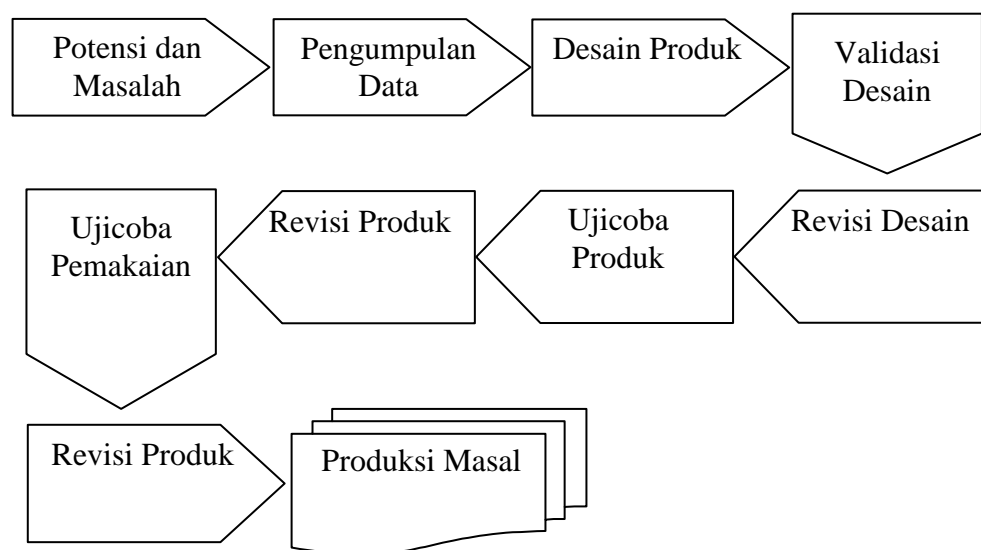 Potensi dan
Masalah
Pengumpulan
Data
Desain Produk
Validasi
Desain
Revisi Desain
Ujicoba
Produk
Revisi Produk
Ujicoba
Pemakaian
Revisi Produk
Produksi Masal